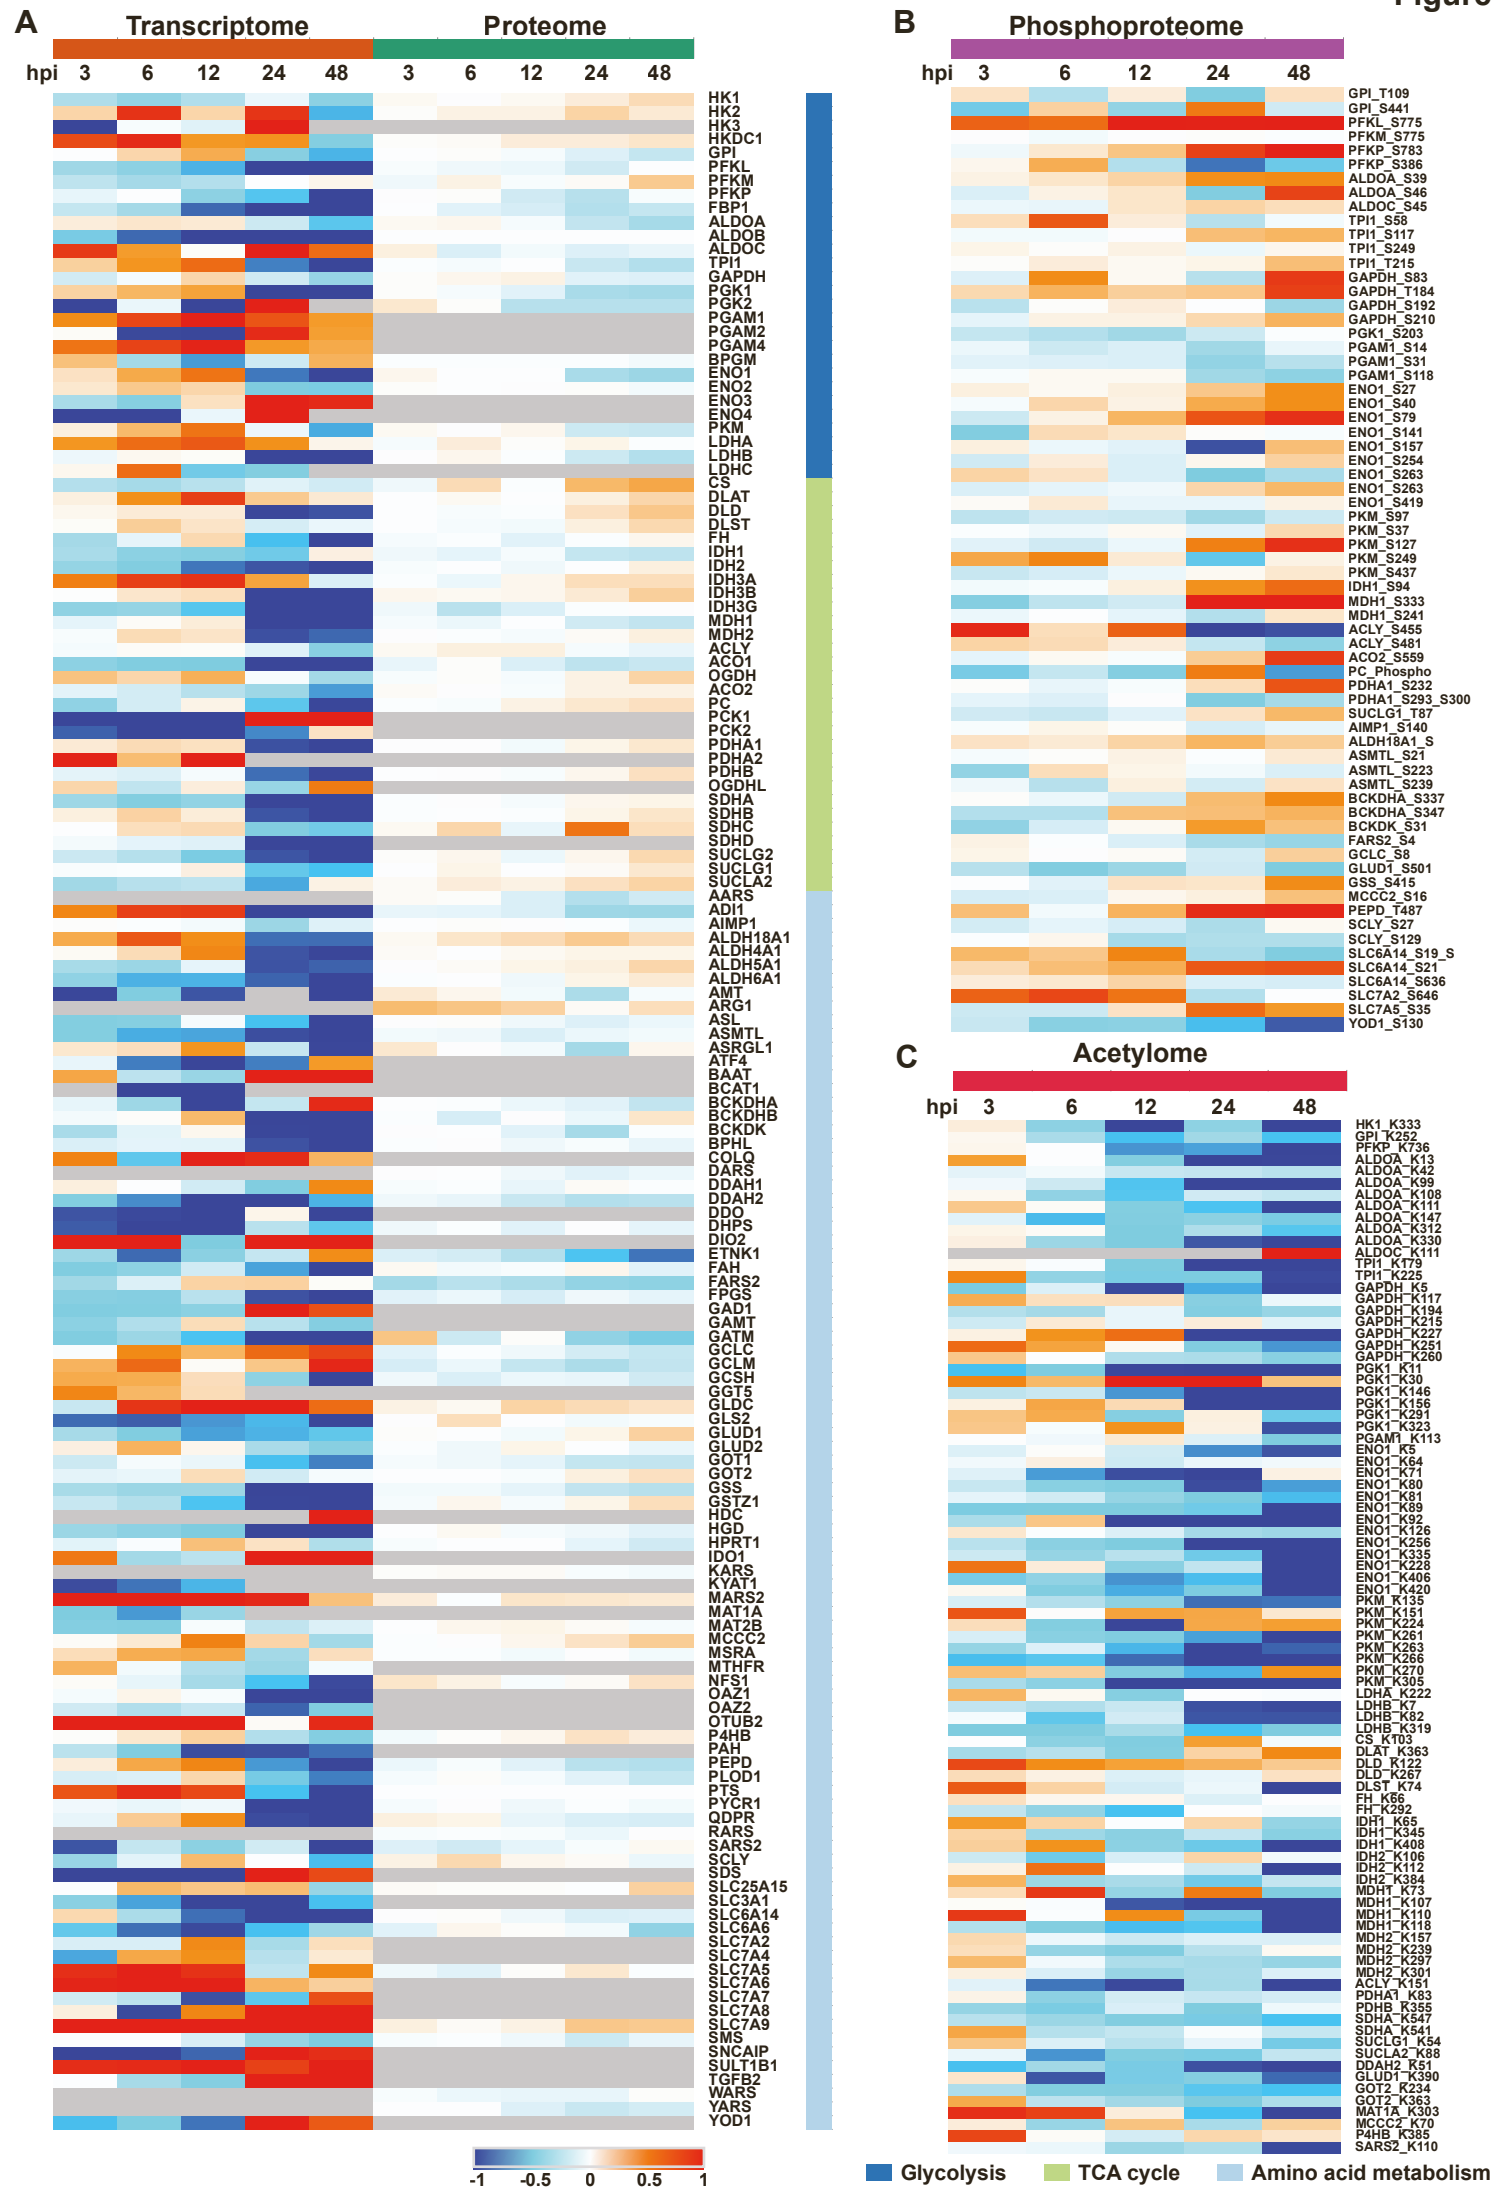 Figure
A
Transcriptome
Proteome
hpi 3 6 12 24 48 3 6 12 24 48
HK1
HK2
HK3
HKDC1
GPI
PFKL
PFKM
PFKP
FBP1
ALDOA
ALDOB
ALDOC
TPI1
GAPDH
PGK1
PGK2
PGAM1
PGAM2
PGAM4
BPGM
ENO1
ENO2
ENO3
ENO4
PKM
LDHA
LDHB
LDHC
CS
DLAT
DLD
DLST
FH
IDH1
IDH2
IDH3A
IDH3B
IDH3G
MDH1
MDH2
ACLY
ACO1
OGDH
ACO2
PC
PCK1
PCK2
PDHA1
PDHA2
PDHB
OGDHL
SDHA
SDHB
SDHC
SDHD
SUCLG2
SUCLG1
SUCLA2
AARS
ADI1
AIMP1
ALDH18A1
ALDH4A1
ALDH5A1
ALDH6A1
AMT
ARG1
ASL
ASMTL
ASRGL1
ATF4
BAAT
BCAT1
BCKDHA
BCKDHB
BCKDK
BPHL
COLQ
DARS
DDAH1
DDAH2
DDO
DHPS
DIO2
ETNK1
FAH
FARS2
FPGS
GAD1
GAMT
GATM
GCLC
GCLM
GCSH
GGT5
GLDC
GLS2
GLUD1
GLUD2
GOT1
GOT2
GSS
GSTZ1
HDC
HGD
HPRT1
IDO1
KARS
KYAT1
MARS2
MAT1A
MAT2B
MCCC2
MSRA
MTHFR
NFS1
OAZ1
OAZ2
OTUB2
P4HB
PAH
PEPD
PLOD1
PTS
PYCR1
QDPR
RARS
SARS2
SCLY
SDS
SLC25A15
SLC3A1
SLC6A14
SLC6A6
SLC7A2
SLC7A4
SLC7A5
SLC7A6
SLC7A7
SLC7A8
SLC7A9
SMS
SNCAIP
SULT1B1
TGFB2
WARS
YARS
YOD1
-1 -0.5 0 0.5 1
B
Phosphoproteome
hpi 3 6 12 24 48
GPI_T109
GPI_S441
PFKL_S775
PFKM_S775
PFKP_S783
PFKP_S386
ALDOA_S39
ALDOA_S46
ALDOC_S45
TPI1_S58
TPI1_S117
TPI1_S249
TPI1_T215
GAPDH_S83
GAPDH_T184
GAPDH_S192
GAPDH_S210
PGK1_S203
PGAM1_S14
PGAM1_S31
PGAM1_S118
ENO1_S27
ENO1_S40
ENO1_S79
ENO1_S141
ENO1_S157
ENO1_S254
ENO1_S263
ENO1_S263
ENO1_S419
PKM_S97
PKM_S37
PKM_S127
PKM_S249
PKM_S437
IDH1_S94
MDH1_S333
MDH1_S241
ACLY_S455
ACLY_S481
ACO2_S559
PC_Phospho
PDHA1_S232
PDHA1_S293_S300
SUCLG1_T87
AIMP1_S140
ALDH18A1_S
ASMTL_S21
ASMTL_S223
ASMTL_S239
BCKDHA_S337
BCKDHA_S347
BCKDK_S31
FARS2_S4
GCLC_S8
GLUD1_S501
GSS_S415
MCCC2_S16
PEPD_T487
SCLY_S27
SCLY_S129
SLC6A14_S19_S
SLC6A14_S21
SLC6A14_S636
SLC7A2_S646
SLC7A5_S35
YOD1_S130
C
Acetylome
hpi 3 6 12 24 48
HK1_K333
GPI_K252
PFKP_K736
ALDOA_K13
ALDOA_K42
ALDOA_K99
ALDOA_K108
ALDOA_K111
ALDOA_K147
ALDOA_K312
ALDOA_K330
ALDOC_K111
TPI1_K179
TPI1_K225
GAPDH_K5
GAPDH_K117
GAPDH_K194
GAPDH_K215
GAPDH_K227
GAPDH_K251
GAPDH_K260
PGK1_K11
PGK1_K30
PGK1_K146
PGK1_K156
PGK1_K291
PGK1_K323
PGAM1_K113
ENO1_K5
ENO1_K64
ENO1_K71
ENO1_K80
ENO1_K81
ENO1_K89
ENO1_K92
ENO1_K126
ENO1_K256
ENO1_K335
ENO1_K228
ENO1_K406
ENO1_K420
PKM_K135
PKM_K151
PKM_K224
PKM_K261
PKM_K263
PKM_K266
PKM_K270
PKM_K305
LDHA_K222
LDHB_K7
LDHB_K82
LDHB_K319
CS_K103
DLAT_K363
DLD_K122
DLD_K267
DLST_K74
FH_K66
FH_K292
IDH1_K65
IDH1_K345
IDH1_K408
IDH2_K106
IDH2_K112
IDH2_K384
MDH1_K73
MDH1_K107
MDH1_K110
MDH1_K118
MDH2_K157
MDH2_K239
MDH2_K297
MDH2_K301
ACLY_K151
PDHA1_K83
PDHB_K355
SDHA_K547
SDHA_K541
SUCLG1_K54
SUCLA2_K88
DDAH2_K51
GLUD1_K390
GOT2_K234
GOT2_K363
MAT1A_K303
MCCC2_K70
P4HB_K385
SARS2_K110
Glycolysis
TCA cycle
Amino acid metabolism